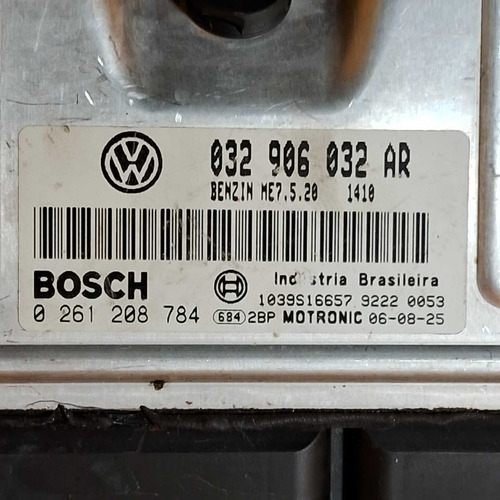 032 906 032 AR
BENZIN ME7.5.20 1410
BOSCH
Industria Brasileira
1039S16657 9222 0053
0 261 208 784 684 2BP MOTRONIC 06-08-25